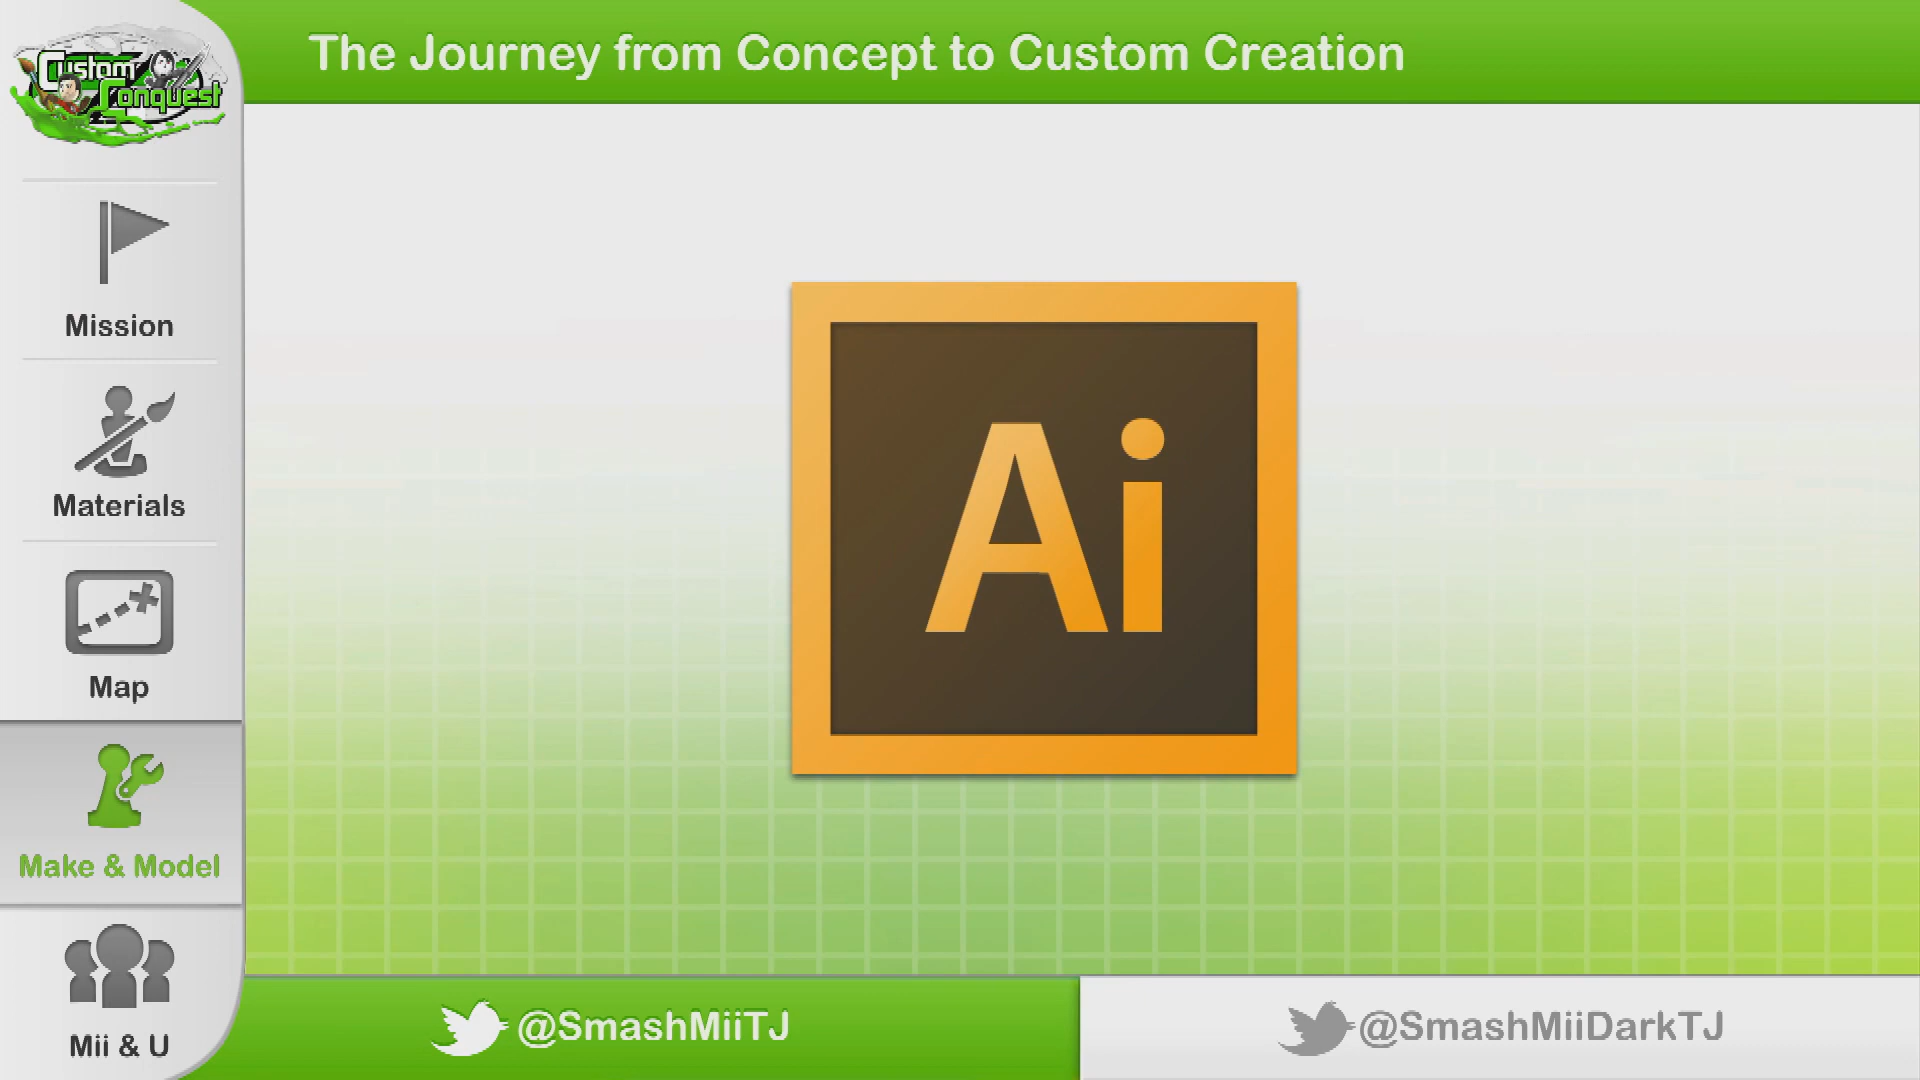 The Journey from Concept to Custom Creation
Custom
Conquest
Mission
Materials
Map
Make & Model
Mii & U
Ai
@SmashMiiTJ
@SmashMiiDarkTJ